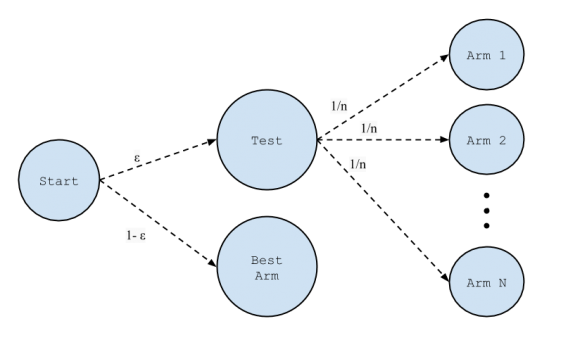 Arm 1
1/n
1/n
Test
Arm 2
ε
1/n
Start
1- ε
Best
Arm
Arm N